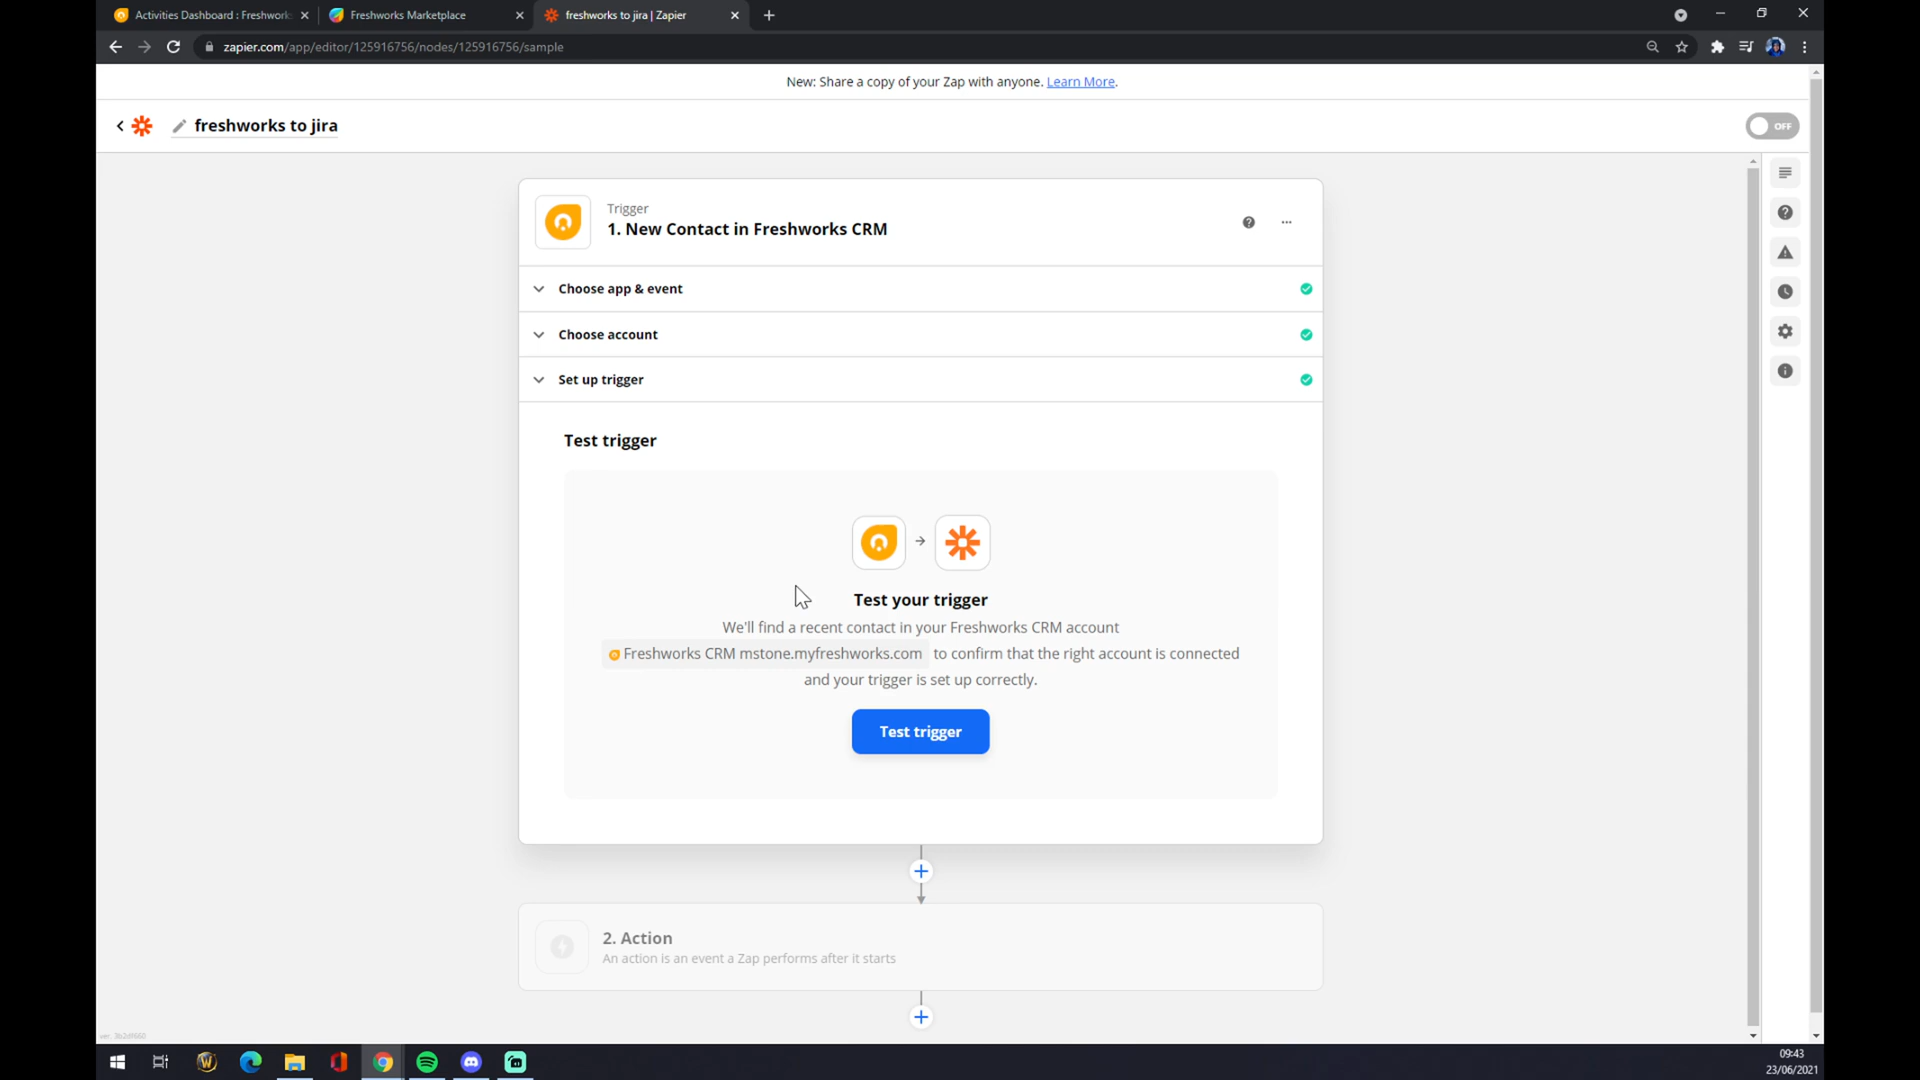 Activities Dashboard : Freshwork
Freshworks Marketplace
freshworks to jira | Zapier
zapier.com/app/editor/125916756/nodes/125916756/sample
New: Share a copy of your Zap with anyone. Learn More.
freshworks to jira
OFF
Trigger
1. New Contact in Freshworks CRM
Choose app & event
Choose account
Set up trigger
Test trigger
Test your trigger
We'll find a recent contact in your Freshworks CRM account
Freshworks CRM mstone.myfreshworks.com to confirm that the right account is connected
and your trigger is set up correctly.
Test trigger
2. Action
An action is an event a Zap performs after it starts
09:43
23/06/2021